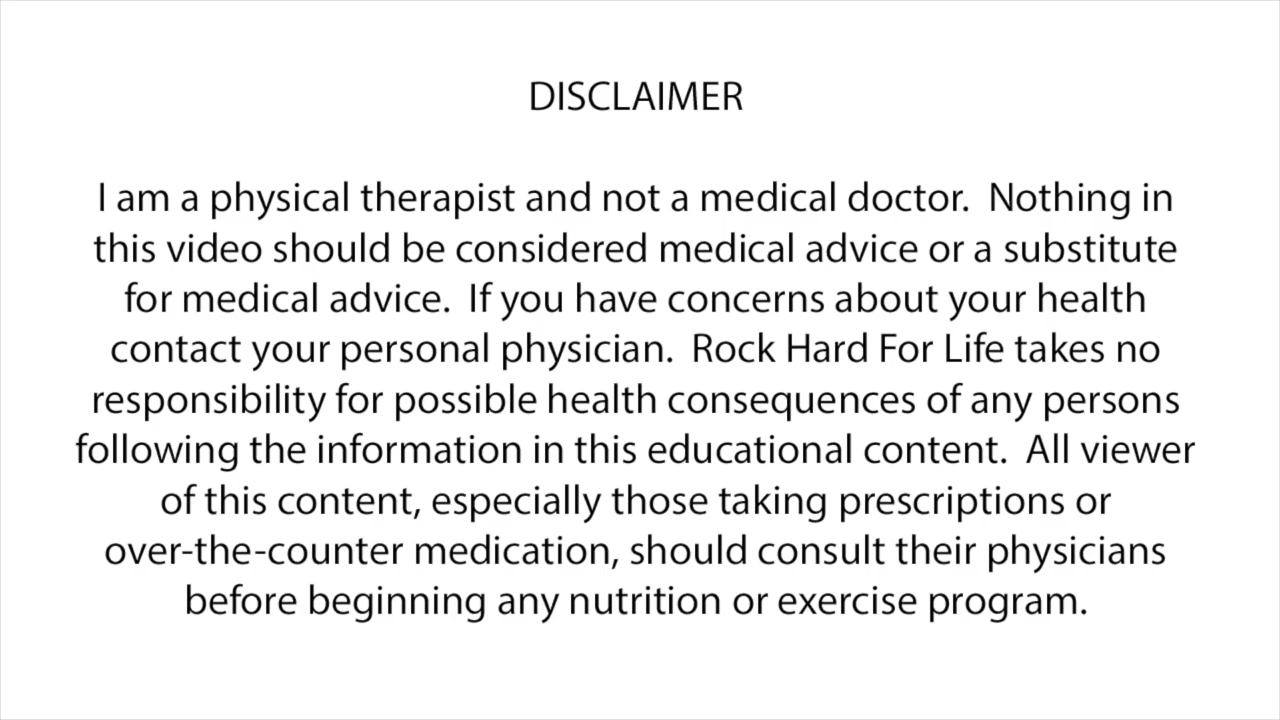 DISCLAIMER
I am a physical therapist and not a medical doctor.  Nothing in
this video should be considered medical advice or a substitute
for medical advice.  If you have concerns about your health
contact your personal physician.  Rock Hard For Life takes no
responsibility for possible health consequences of any persons
following the information in this educational content.  All viewer
of this content, especially those taking prescriptions or
over-the-counter medication, should consult their physicians
before beginning any nutrition or exercise program.